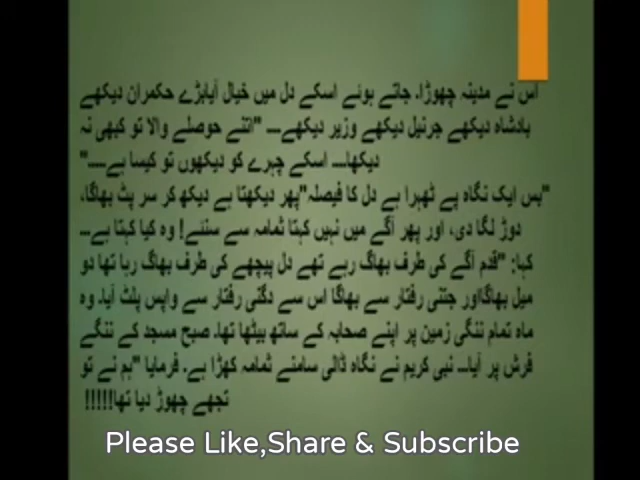 اس نے مدینہ چھوڑا۔ جاتے ہوئے اسکے دل میں خیال آیابڑے حکمران دیکھے
بادشاہ دیکھے جرنیل دیکھے وزیر دیکھے۔۔۔ "اتنے حوصلے والا تو کبھی نہ
دیکھا۔۔۔ اسکے چہرے کو دیکھوں تو کیسا ہے۔۔۔۔"
"بس ایک نگاہ پے ٹھہرا ہے دل کا فیصلہ"پھر دیکھتا ہے دیکھ کر سر پٹ بھاگا،
دوڑ لگا دی، اور پھر آگے میں نہیں کہتا ثمامہ سے سنئے! وہ کیا کہتا ہے۔۔
کہا: "قدم آگے کی طرف بھاگ رہے تھے دل پیچھے کی طرف بھاگ رہا تھا دو
میل بھاگااور جتنی رفتار سے بھاگا اس سے دگنی رفتار سے واپس پلٹ آیا۔ وہ
ماہ تمام ننگی زمین پر اپنے صحابہ کے ساتھ بیٹھا تھا۔ صبح مسجد کے ننگے
فرش پر آیا۔۔۔ نبی کریم نے نگاہ ڈالی سامنے ثمامہ کھڑا ہے۔ فرمایا "ہم نے تو
تجھے چھوڑ دیا تھا!!!!!
Please Like,Share & Subscribe